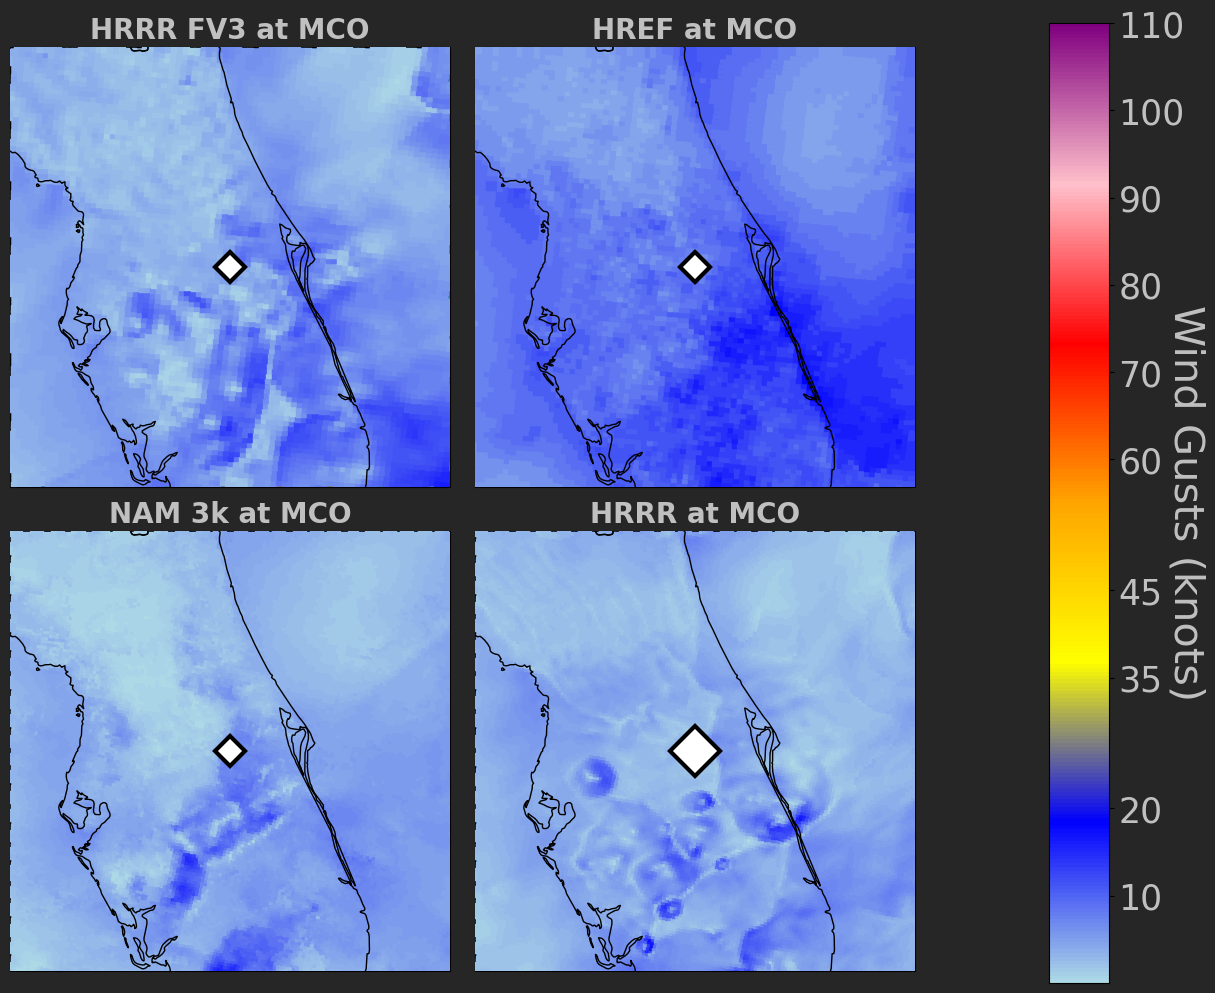 HRRR FV3 at MCO
HREF at MCO
NAM 3k at MCO
HRRR at MCO
110
100
90
80
70
60
45
35
20
10
Wind Gusts (knots)